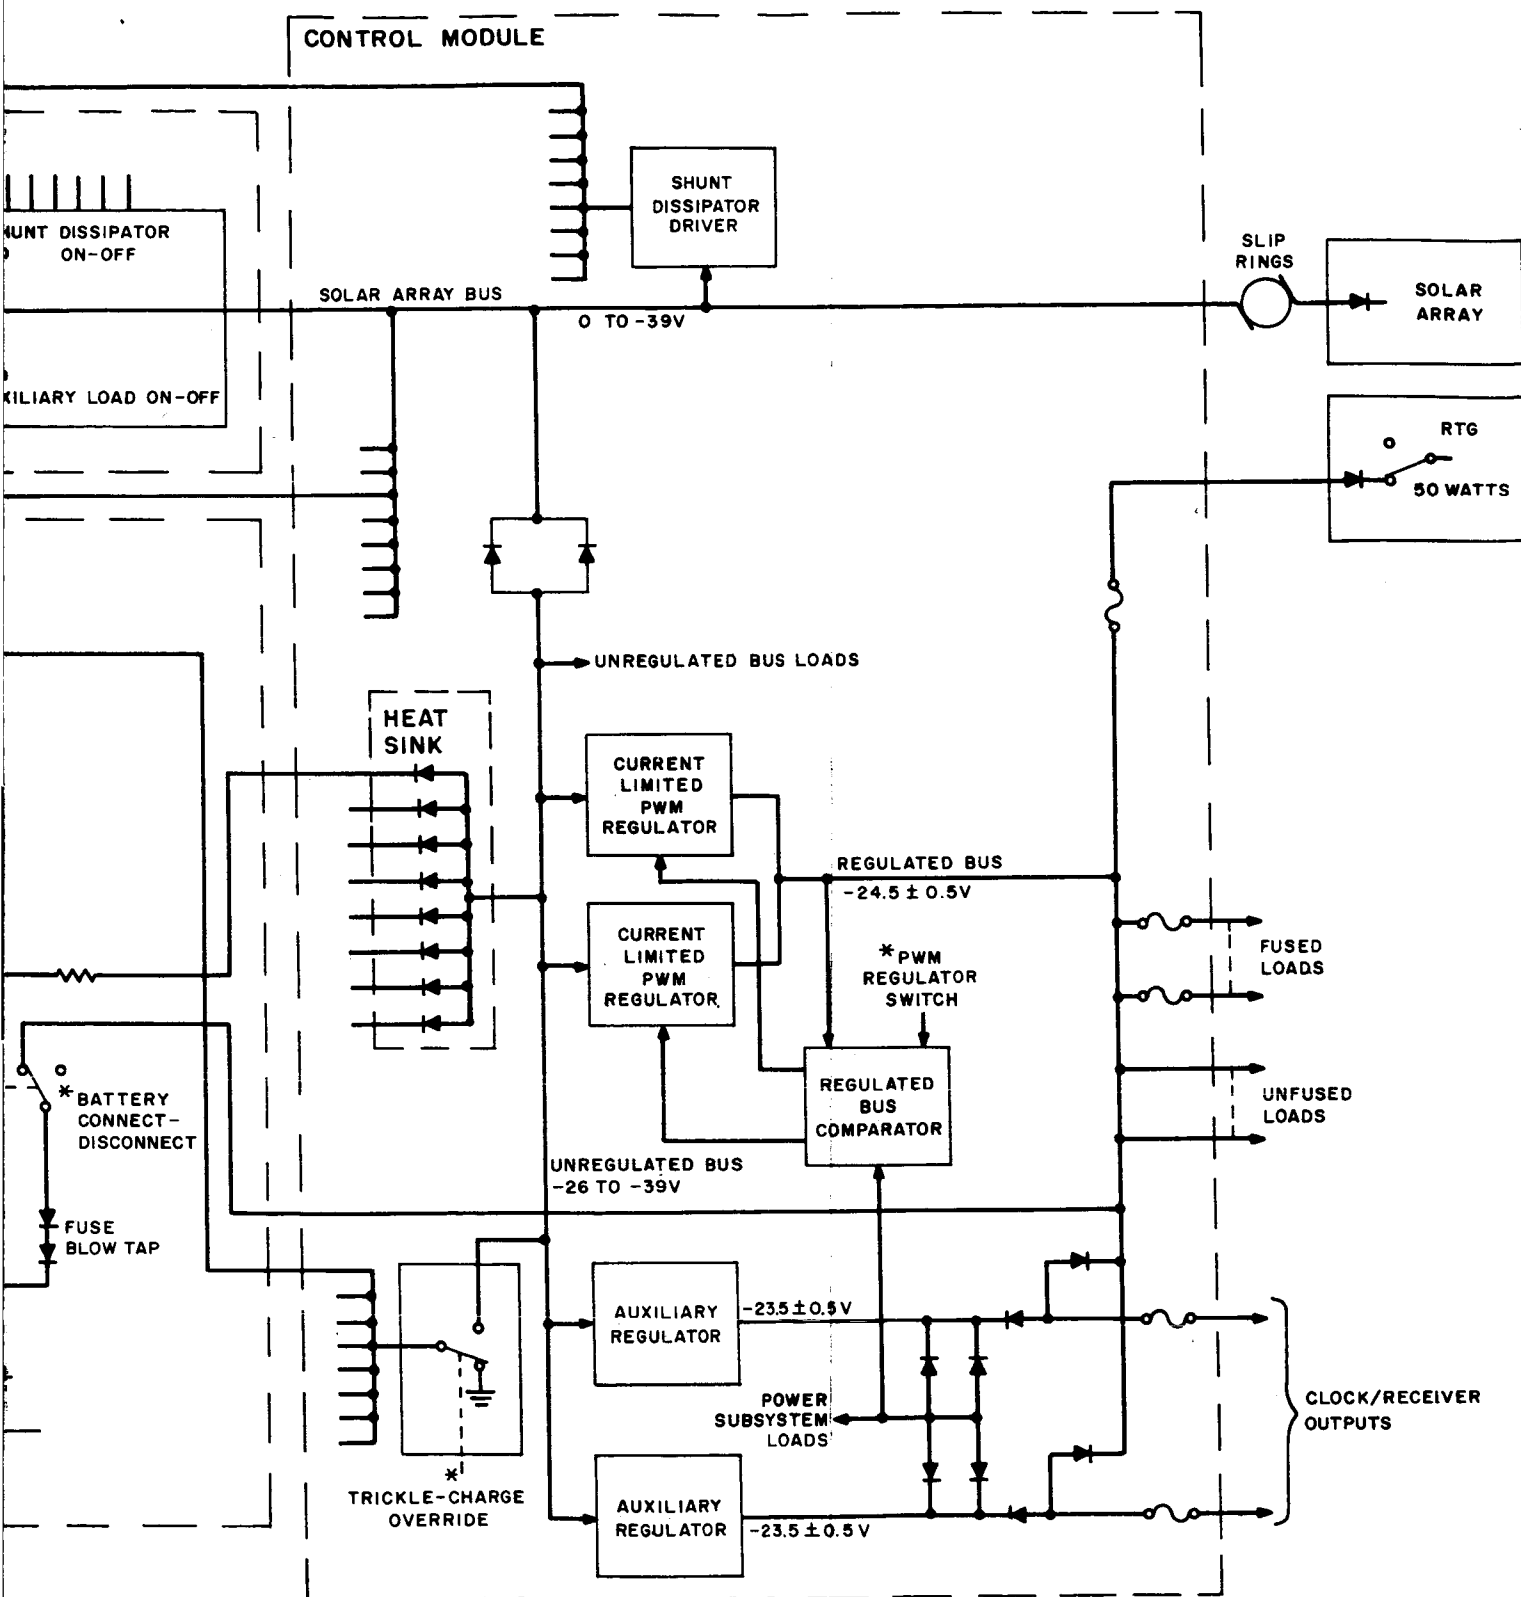 CONTROL MODULE
SHUNT
DISSIPATOR
DRIVER
HUNT DISSIPATOR
ON-OFF
SLIP
RINGS
SOLAR
ARRAY
SOLAR ARRAY BUS
0 TO -39V
XILIARY LOAD ON-OFF
RTG
50 WATTS
UNREGULATED BUS LOADS
HEAT
SINK
CURRENT
LIMITED
PWM
REGULATOR
REGULATED BUS
-24.5 ± 0.5V
CURRENT
LIMITED
PWM
REGULATOR
* PWM
REGULATOR
SWITCH
FUSED
LOADS
REGULATED
BUS
COMPARATOR
UNFUSED
LOADS
* BATTERY
CONNECT-
DISCONNECT
UNREGULATED BUS
-26 TO -39V
FUSE
BLOW TAP
AUXILIARY
REGULATOR
-23.5 ± 0.5V
POWER
SUBSYSTEM
LOADS
CLOCK/RECEIVER
OUTPUTS
*
TRICKLE-CHARGE
OVERRIDE
AUXILIARY
REGULATOR
-23.5 ± 0.5V